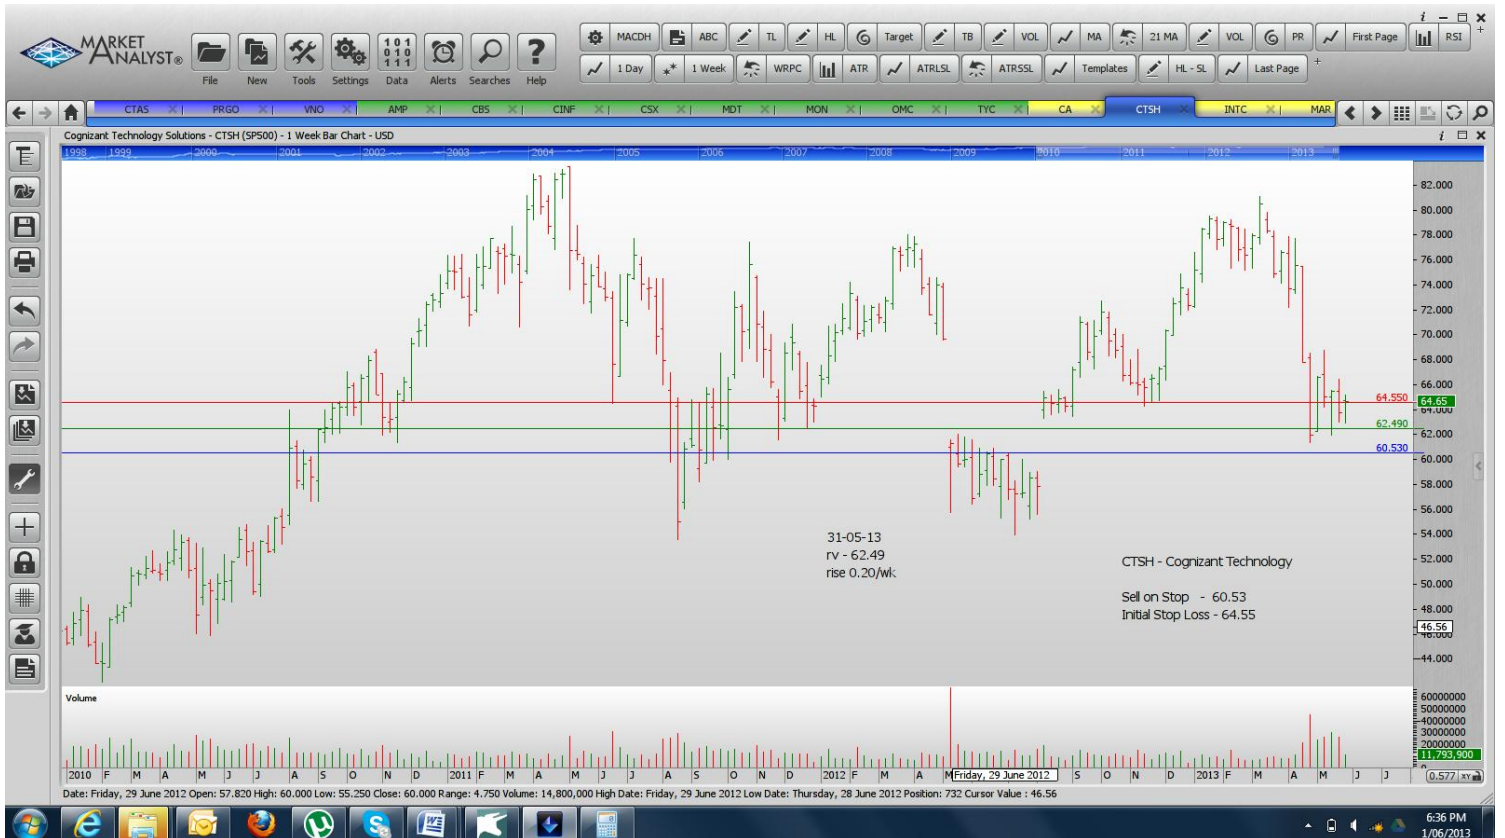 MARKET
ANALYST®
File New Tools Settings Data Alerts Searches Help
MACDH ABC TL HL Target TB VOL MA 21 MA VOL PR First Page RSI +
1 Day 1 Week WRPC ATR ATRLSL ATRSSL Templates HL - SL Last Page +
CTAS PRGO VNO AMP CBS CINF CSX MDT MON OMC TYC CA CTSH INTC MAR
Cognizant Technology Solutions - CTSH (SP500) - 1 Week Bar Chart - USD
1998 1999 2000 2001 2002 2003 2004 2005 2006 2007 2008 2009 2010 2011 2012 2013
82.000
80.000
78.000
76.000
74.000
72.000
70.000
68.000
66.000
64.550 64.65
64.000
62.490
62.000
60.530
60.000
58.000
56.000
54.000
52.000
50.000
48.000
46.56
46.000
44.000
31-05-13
rv - 62.49
rise 0.20/wk
CTSH - Cognizant Technology
Sell on Stop - 60.53
Initial Stop Loss - 64.55
Volume
60000000
50000000
40000000
30000000
20000000
11,793,900
0
2010 F M A M J J A S O N D 2011 F M A M J J A S O N D 2012 F M A M Friday, 29 June 2012 S O N D 2013 F M A M J J 0.577 XY
Date: Friday, 29 June 2012 Open: 57.820 High: 60.000 Low: 55.250 Close: 60.000 Range: 4.750 Volume: 14,800,000 High Date: Friday, 29 June 2012 Low Date: Thursday, 28 June 2012 Position: 732 Cursor Value : 46.56
6:36 PM
1/06/2013